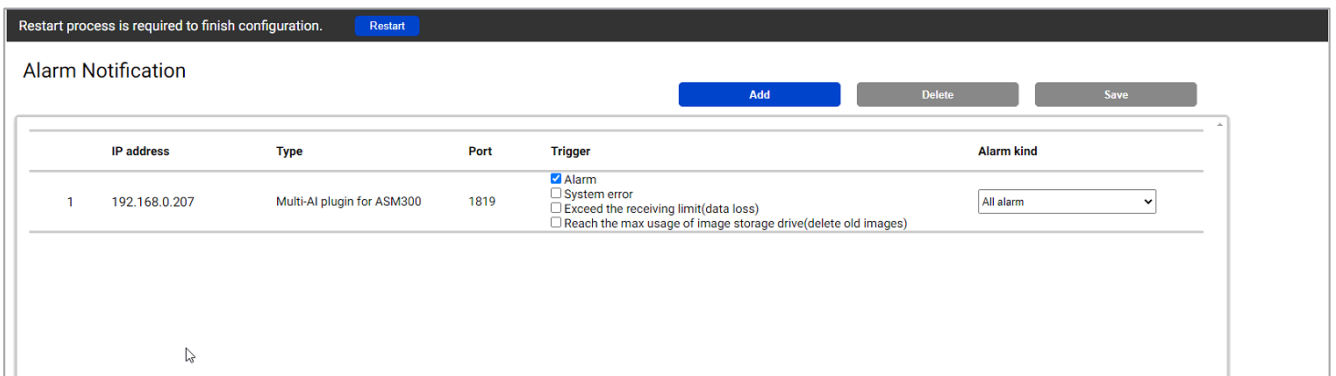 Restart process is required to finish configuration. Restart
Alarm Notification
Add Delete Save
IP address Type Port Trigger Alarm kind
1 192.168.0.207 Multi-AI plugin for ASM300 1819 Alarm All alarm
System error
Exceed the receiving limit(data loss)
Reach the max usage of image storage drive(delete old images)